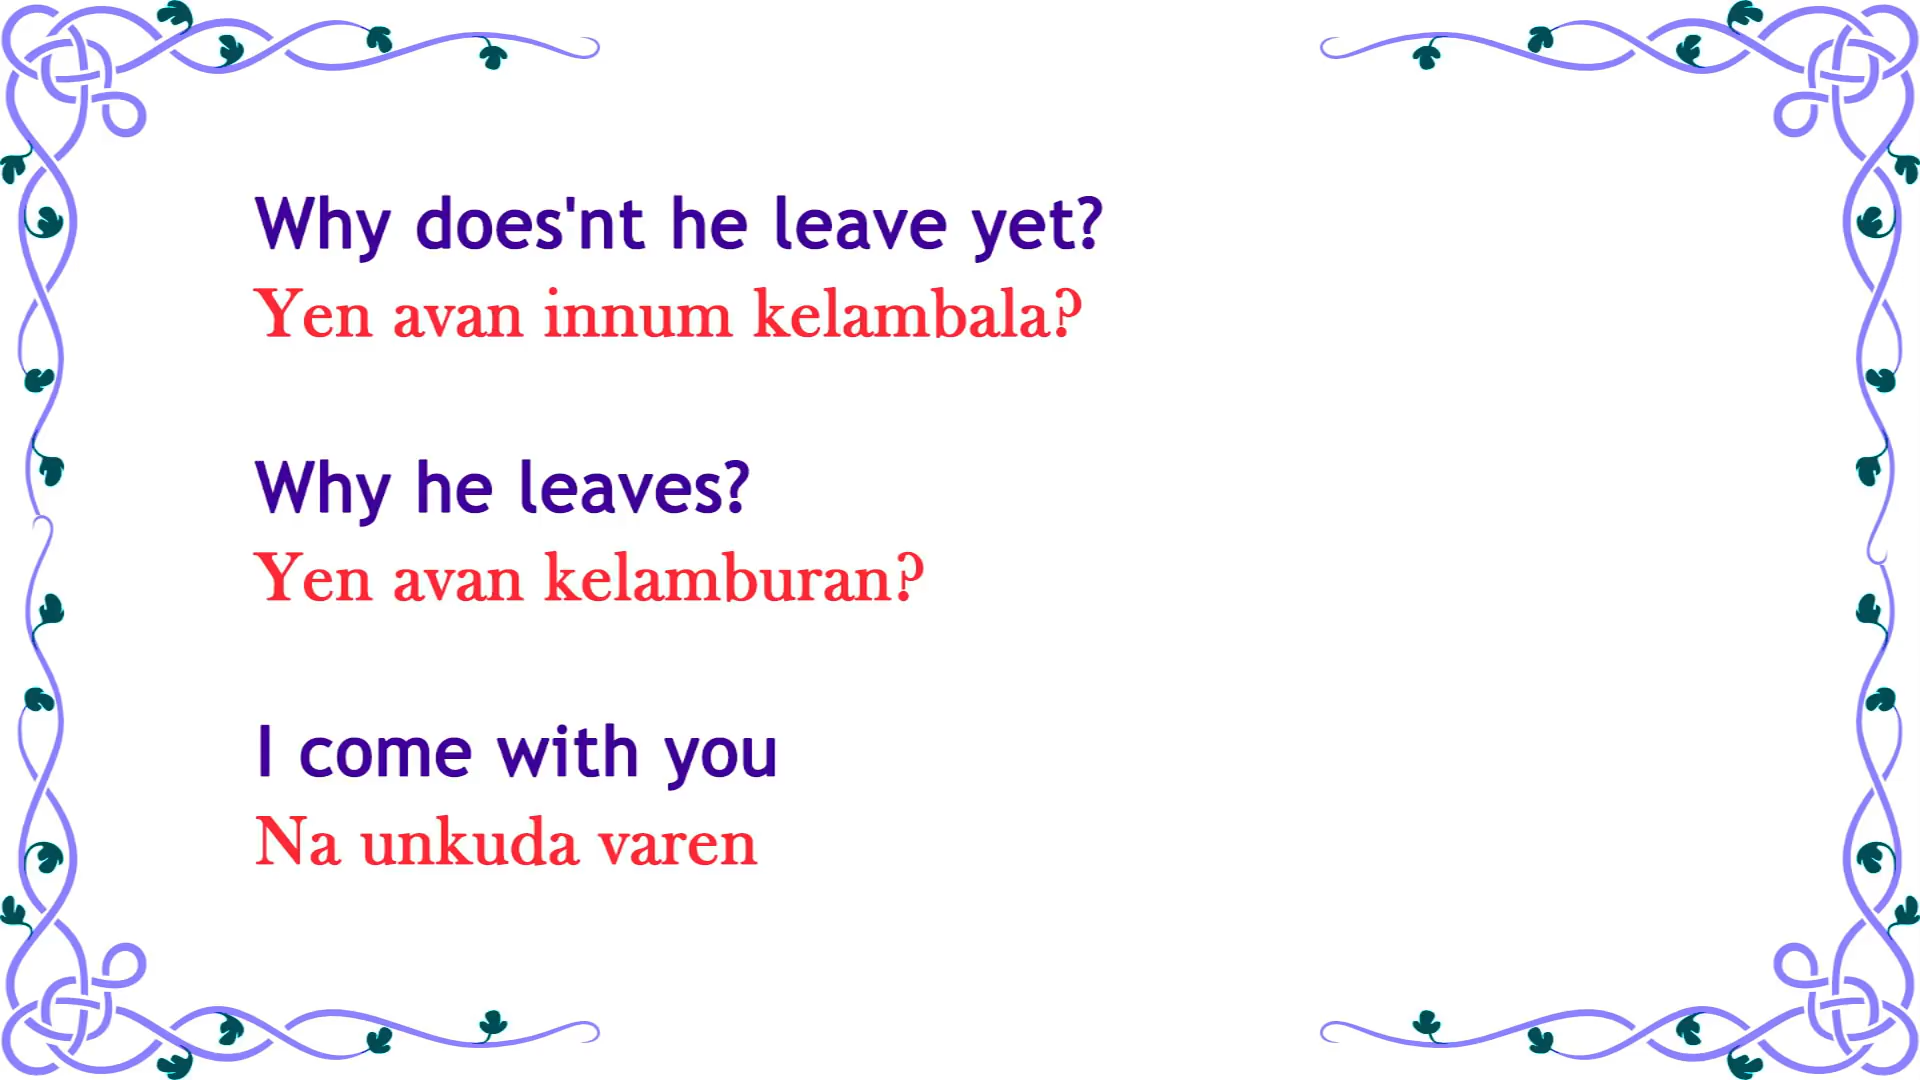 Why does'nt he leave yet?
Yen avan innum kelambala?
Why he leaves?
Yen avan kelamburan?
I come with you
Na unkuda varen